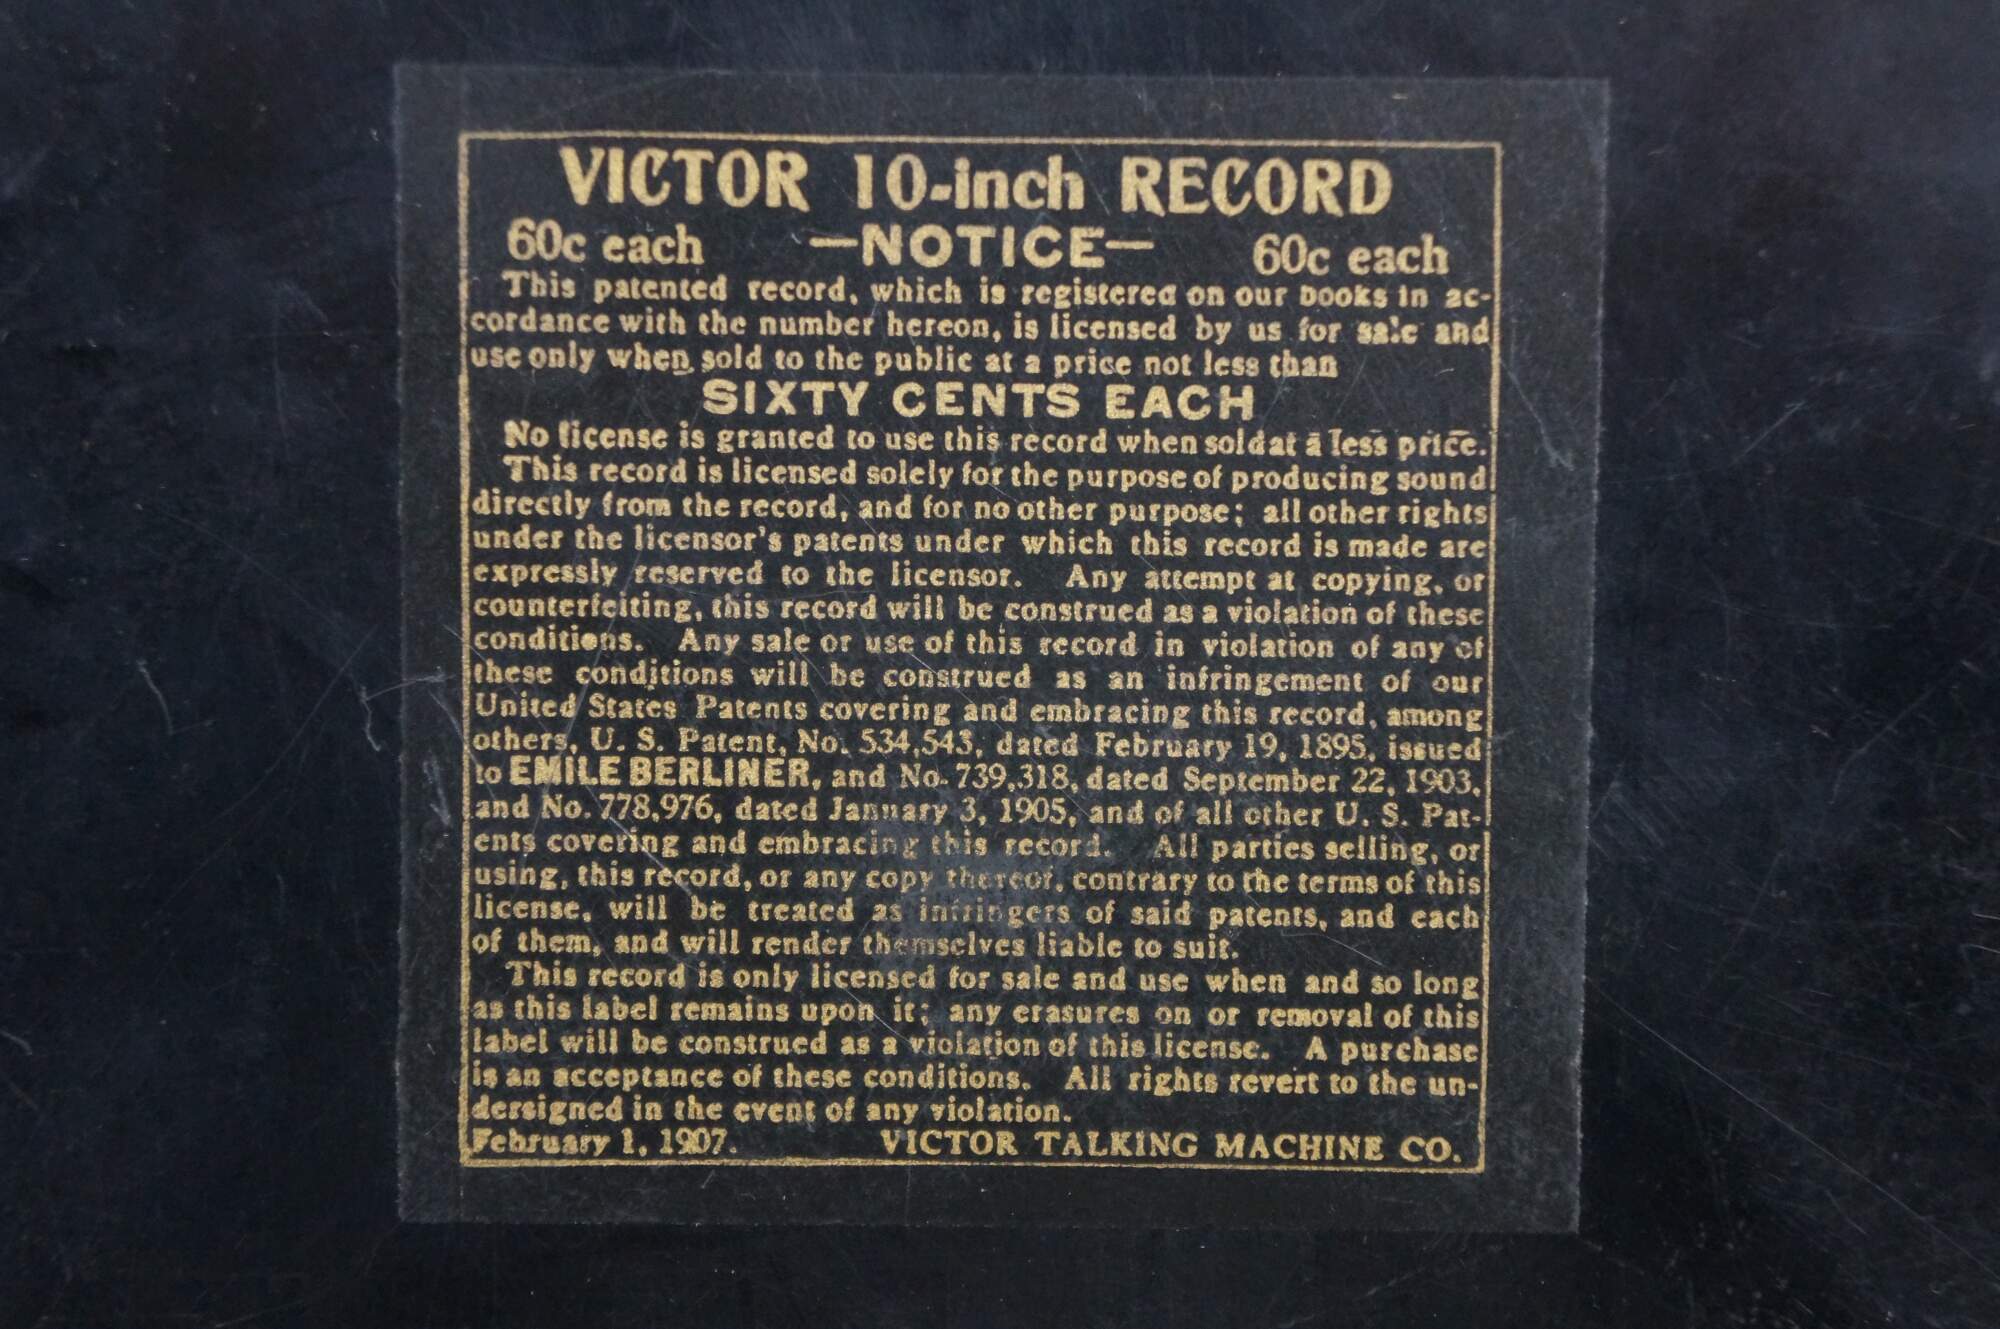 VICTOR 10-inch RECORD
60c each —NOTICE— 60c each
This patented record, which is registered on our books in ac-
cordance with the number hereon, is licensed by us for sale and
use only when sold to the public at a price not less than
SIXTY CENTS EACH
No license is granted to use this record when sold at a less price.
This record is licensed solely for the purpose of producing sound
directly from the record, and for no other purpose; all other rights
under the licensor's patents under which this record is made are
expressly reserved to the licensor. Any attempt at copying, or
counterfeiting, this record will be construed as a violation of these
conditions. Any sale or use of this record in violation of any of
these conditions will be construed as an infringement of our
United States Patents covering and embracing this record, among
others, U. S. Patent, No. 534,543, dated February 19, 1895, issued
to EMILE BERLINER, and No. 739,318, dated September 22, 1903,
and No. 778,976, dated January 3, 1905, and of all other U. S. Pat-
ents covering and embracing this record. All parties selling, or
using, this record, or any copy thereof, contrary to the terms of this
license, will be treated as infringers of said patents, and each
of them, and will render themselves liable to suit.
This record is only licensed for sale and use when and so long
as this label remains upon it; any erasures on or removal of this
label will be construed as a violation of this license. A purchase
is an acceptance of these conditions. All rights revert to the un-
dersigned in the event of any violation.
February 1, 1907. VICTOR TALKING MACHINE CO.